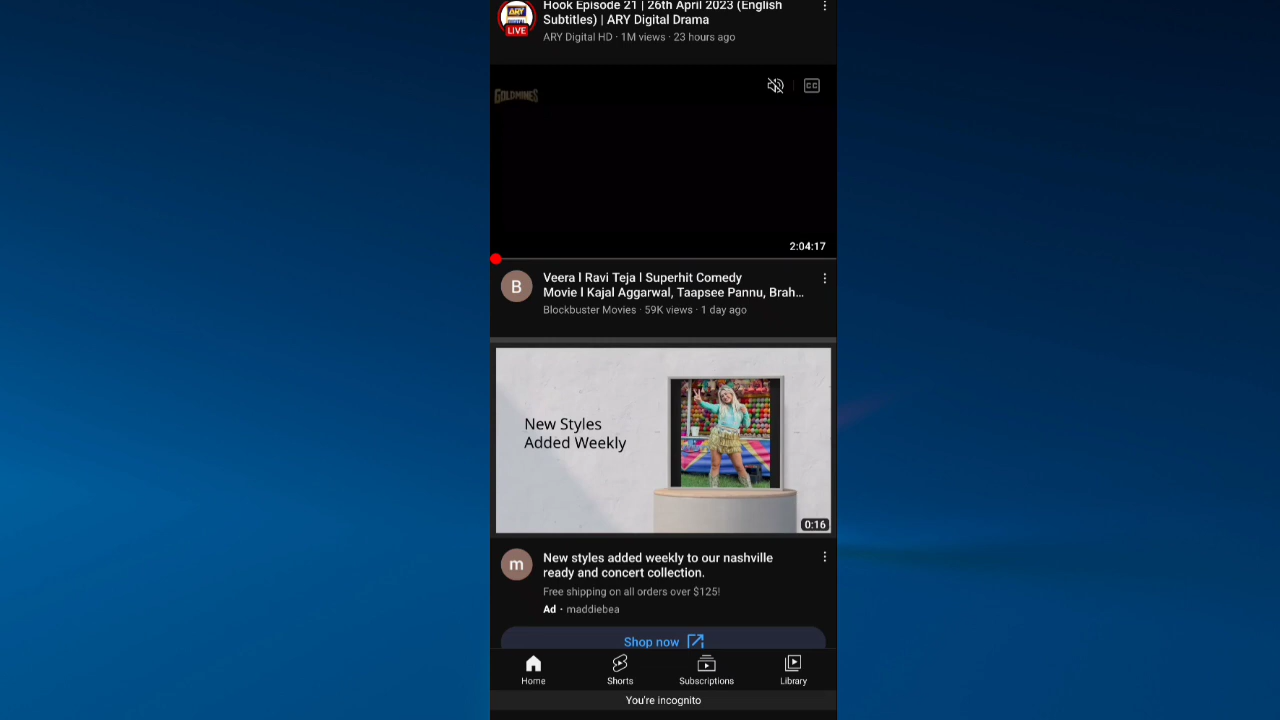 Hook Episode 21 | 26th April 2023 (English
Subtitles) | ARY Digital Drama
ARY
LIVE
ARY Digital HD · 1M views · 23 hours ago
CC
GOLDMINES
2:04:17
B
Veera l Ravi Teja l Superhit Comedy
Movie l Kajal Aggarwal, Taapsee Pannu, Brah...
Blockbuster Movies · 59K views · 1 day ago
New Styles
Added Weekly
0:16
m
New styles added weekly to our nashville
ready and concert collection.
Free shipping on all orders over $125!
Ad · maddiebea
Shop now
Home
Shorts
Subscriptions
Library
You're incognito